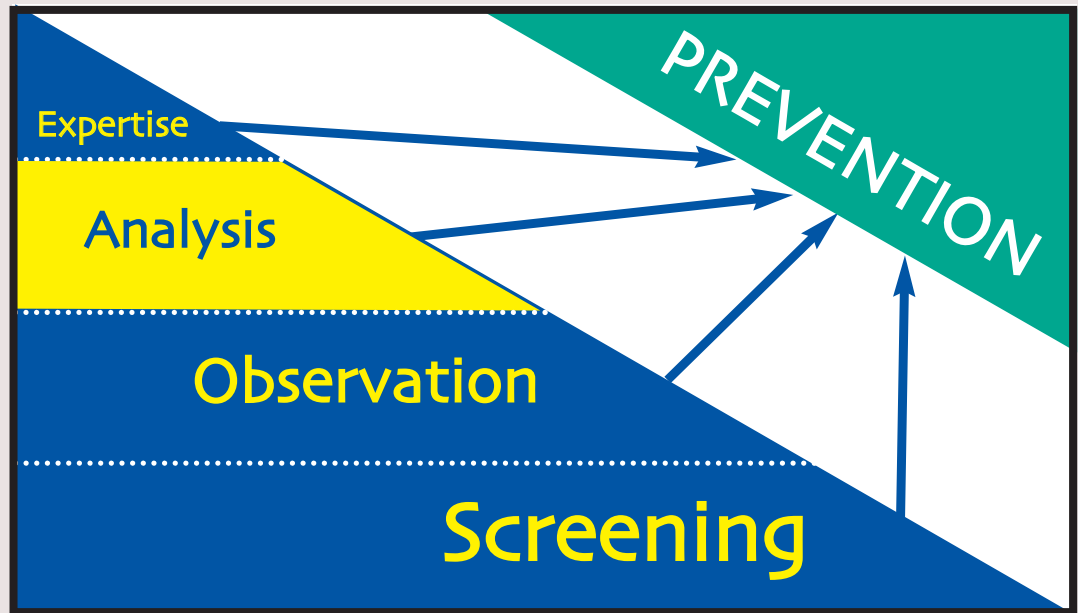 PREVENTION
Expertise
Analysis
Observation
Screening